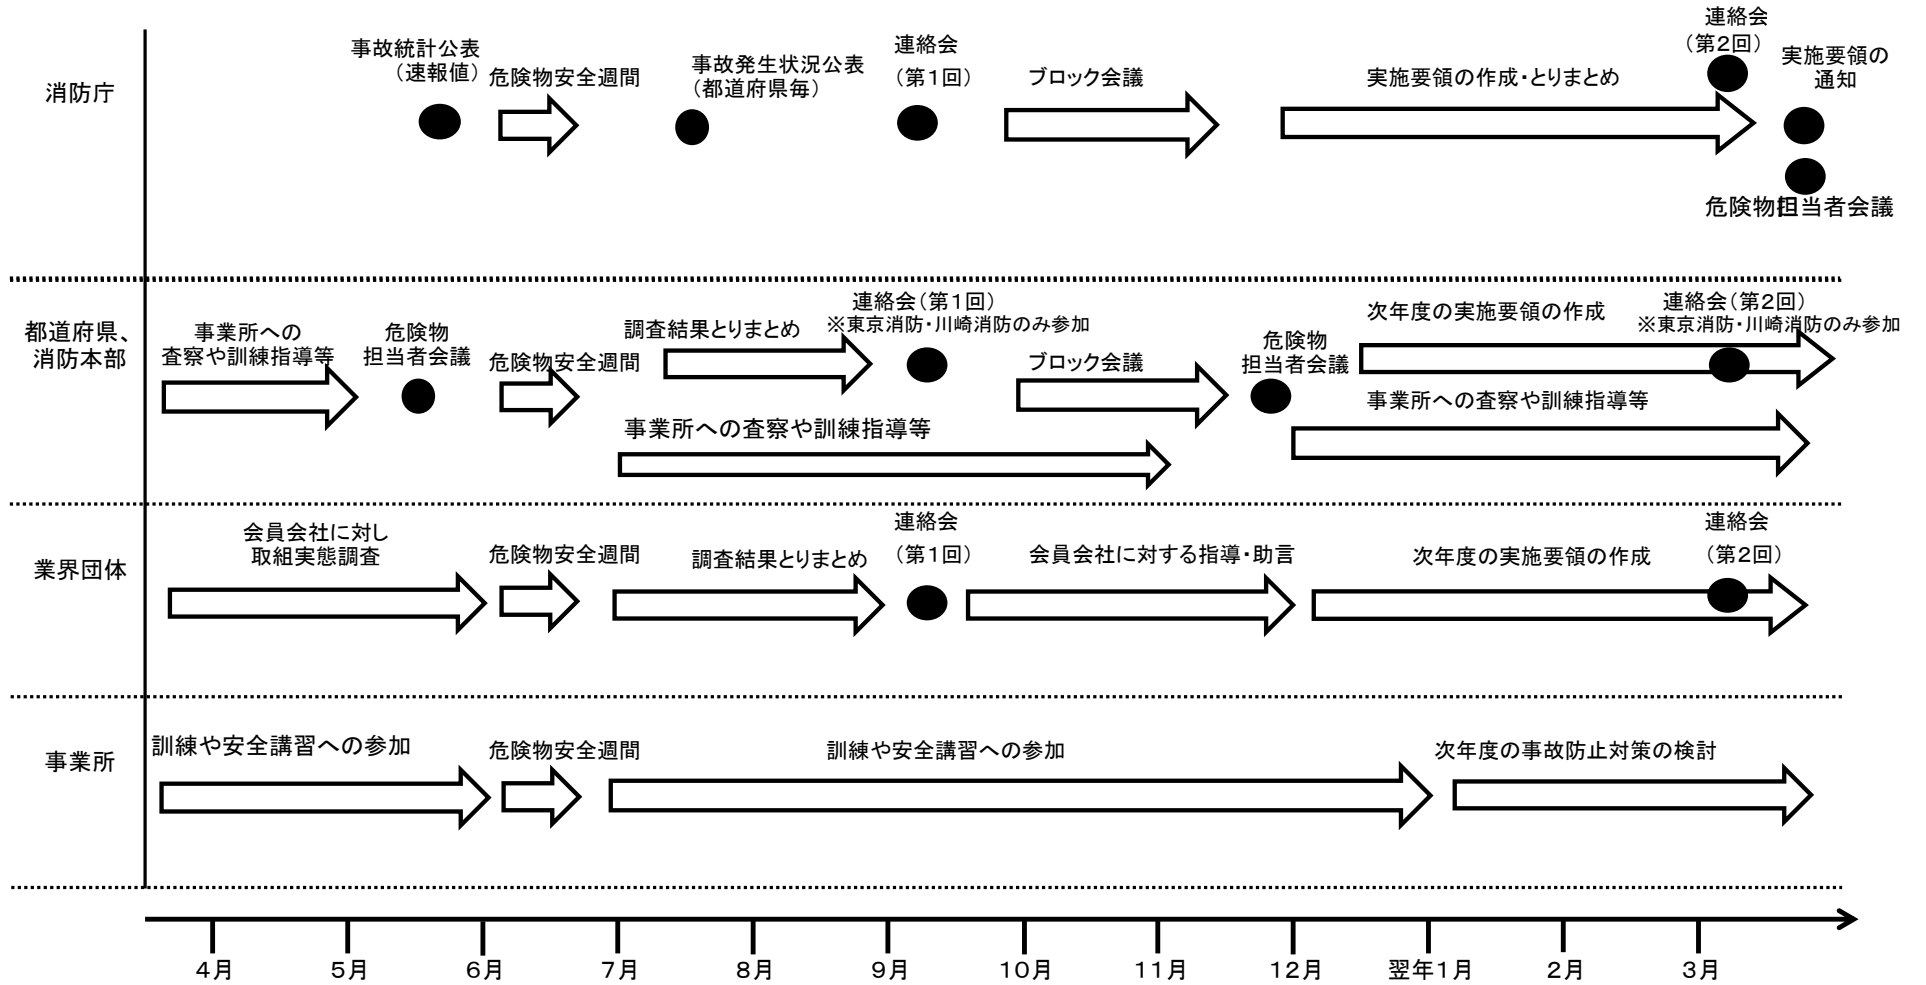 消防庁
事故統計公表
（速報値）
危険物安全週間
事故発生状況公表
（都道府県毎）
連絡会
（第1回）
ブロック会議
実施要領の作成・とりまとめ
連絡会
（第2回）
実施要領の
通知
危険物担当者会議
都道府県、
消防本部
事業所への
査察や訓練指導等
危険物
担当者会議
危険物安全週間
調査結果とりまとめ
事業所への査察や訓練指導等
連絡会（第1回）
※東京消防・川崎消防のみ参加
ブロック会議
危険物
担当者会議
次年度の実施要領の作成
連絡会（第2回）
※東京消防・川崎消防のみ参加
事業所への査察や訓練指導等
業界団体
会員会社に対し
取組実態調査
危険物安全週間
調査結果とりまとめ
連絡会
（第1回）
会員会社に対する指導・助言
次年度の実施要領の作成
連絡会
（第2回）
事業所
訓練や安全講習への参加
危険物安全週間
訓練や安全講習への参加
次年度の事故防止対策の検討
4月
5月
6月
7月
8月
9月
10月
11月
12月
翌年1月
2月
3月